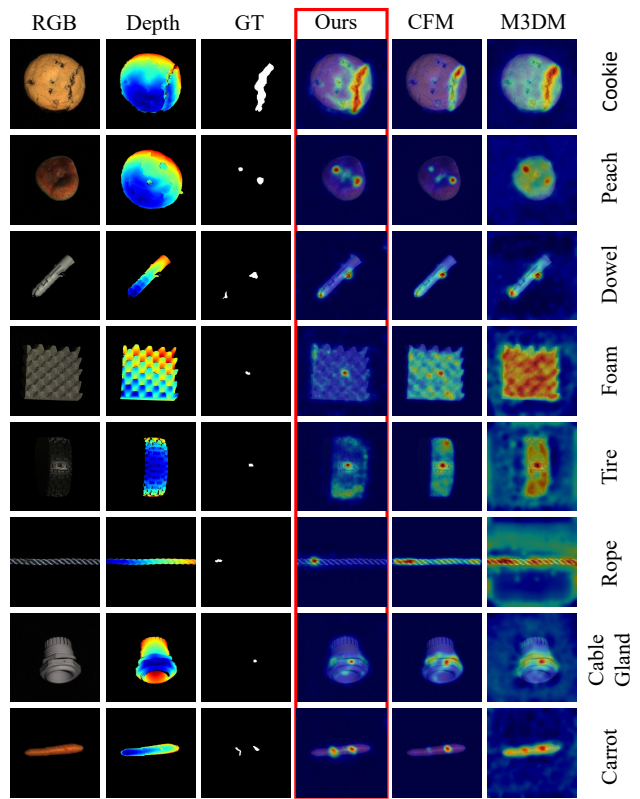 RGB Depth GT Ours CFM M3DM
Cookie
Peach
Dowel
Foam
Tire
Rope
Cable
Gland
Carrot